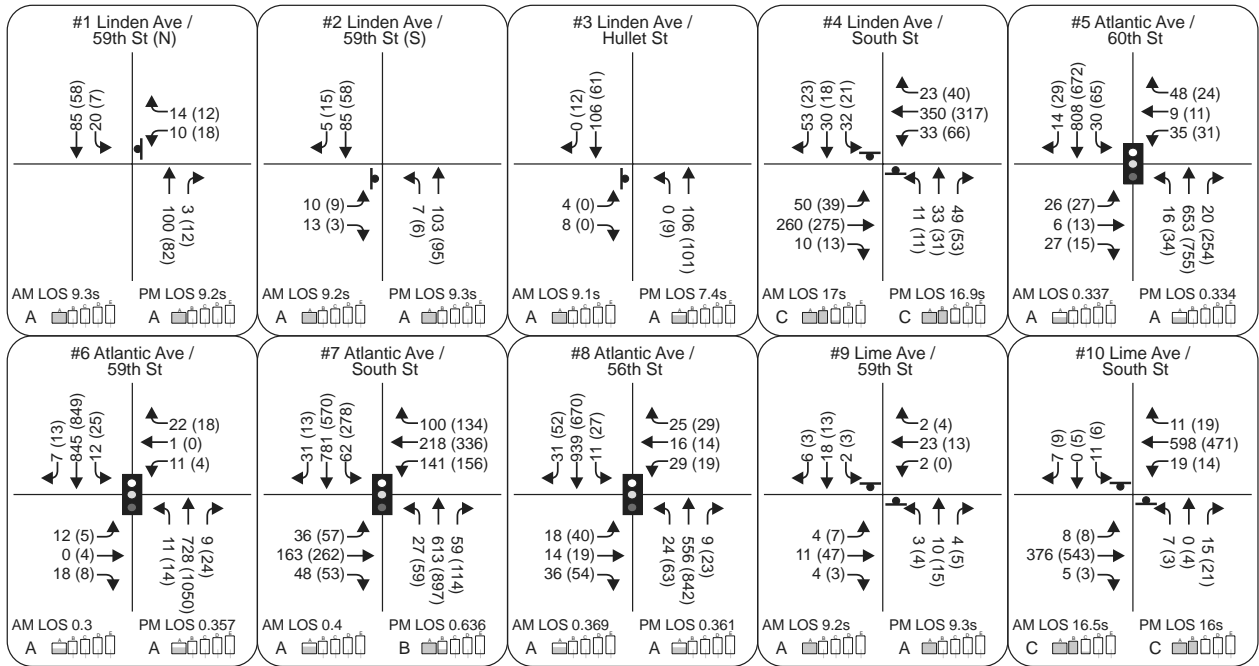 #1 Linden Ave /
59th St (N)
85 (58)
20 (7)
14 (12)
10 (18)
100 (82)
3 (12)
AM LOS 9.3s
PM LOS 9.2s
A
A B C D E
A
A B C D E
#2 Linden Ave /
59th St (S)
5 (15)
85 (58)
10 (9)
13 (3)
7 (6)
103 (95)
AM LOS 9.2s
PM LOS 9.3s
A
A B C D E
A
A B C D E
#3 Linden Ave /
Hullet St
0 (12)
106 (61)
4 (0)
8 (0)
0 (9)
106 (101)
AM LOS 9.1s
PM LOS 7.4s
A
A B C D E
A
A B C D E
#4 Linden Ave /
South St
53 (23)
30 (18)
32 (21)
23 (40)
350 (317)
33 (66)
50 (39)
260 (275)
10 (13)
11 (11)
33 (31)
49 (53)
AM LOS 17s
PM LOS 16.9s
C
A B C D E
C
A B C D E
#5 Atlantic Ave /
60th St
14 (29)
808 (672)
30 (65)
48 (24)
9 (11)
35 (31)
26 (27)
6 (13)
27 (15)
16 (34)
653 (755)
20 (254)
AM LOS 0.337
PM LOS 0.334
A
A B C D E
A
A B C D E
#6 Atlantic Ave /
59th St
7 (13)
845 (849)
12 (25)
22 (18)
1 (0)
11 (4)
12 (5)
0 (4)
18 (8)
11 (14)
728 (1050)
9 (24)
AM LOS 0.3
PM LOS 0.357
A
A B C D E
A
A B C D E
#7 Atlantic Ave /
South St
31 (13)
781 (570)
62 (278)
100 (134)
218 (336)
141 (156)
36 (57)
163 (262)
48 (53)
27 (59)
613 (897)
59 (114)
AM LOS 0.4
PM LOS 0.636
A
A B C D E
B
A B C D E
#8 Atlantic Ave /
56th St
31 (52)
939 (670)
11 (27)
25 (29)
16 (14)
29 (19)
18 (40)
14 (19)
36 (54)
24 (63)
556 (842)
9 (23)
AM LOS 0.369
PM LOS 0.361
A
A B C D E
A
A B C D E
#9 Lime Ave /
59th St
6 (3)
18 (13)
2 (3)
2 (4)
23 (13)
2 (0)
4 (7)
11 (47)
4 (3)
3 (4)
10 (15)
4 (5)
AM LOS 9.2s
PM LOS 9.3s
A
A B C D E
A
A B C D E
#10 Lime Ave /
South St
7 (9)
0 (5)
11 (6)
11 (19)
598 (471)
19 (14)
8 (8)
376 (543)
5 (3)
7 (3)
0 (4)
15 (21)
AM LOS 16.5s
PM LOS 16s
C
A B C D E
C
A B C D E